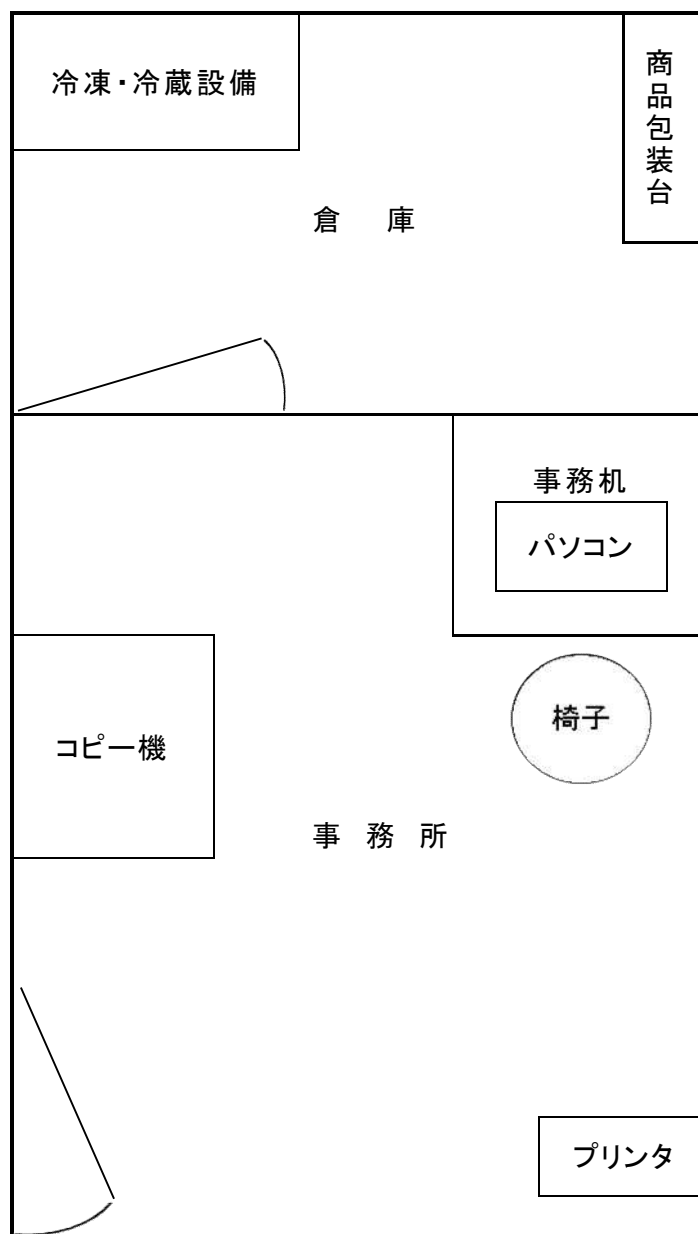 冷凍・冷蔵設備
商品包装台
倉　庫
事務机
パソコン
椅子
コピー機
事 務 所
プリンタ